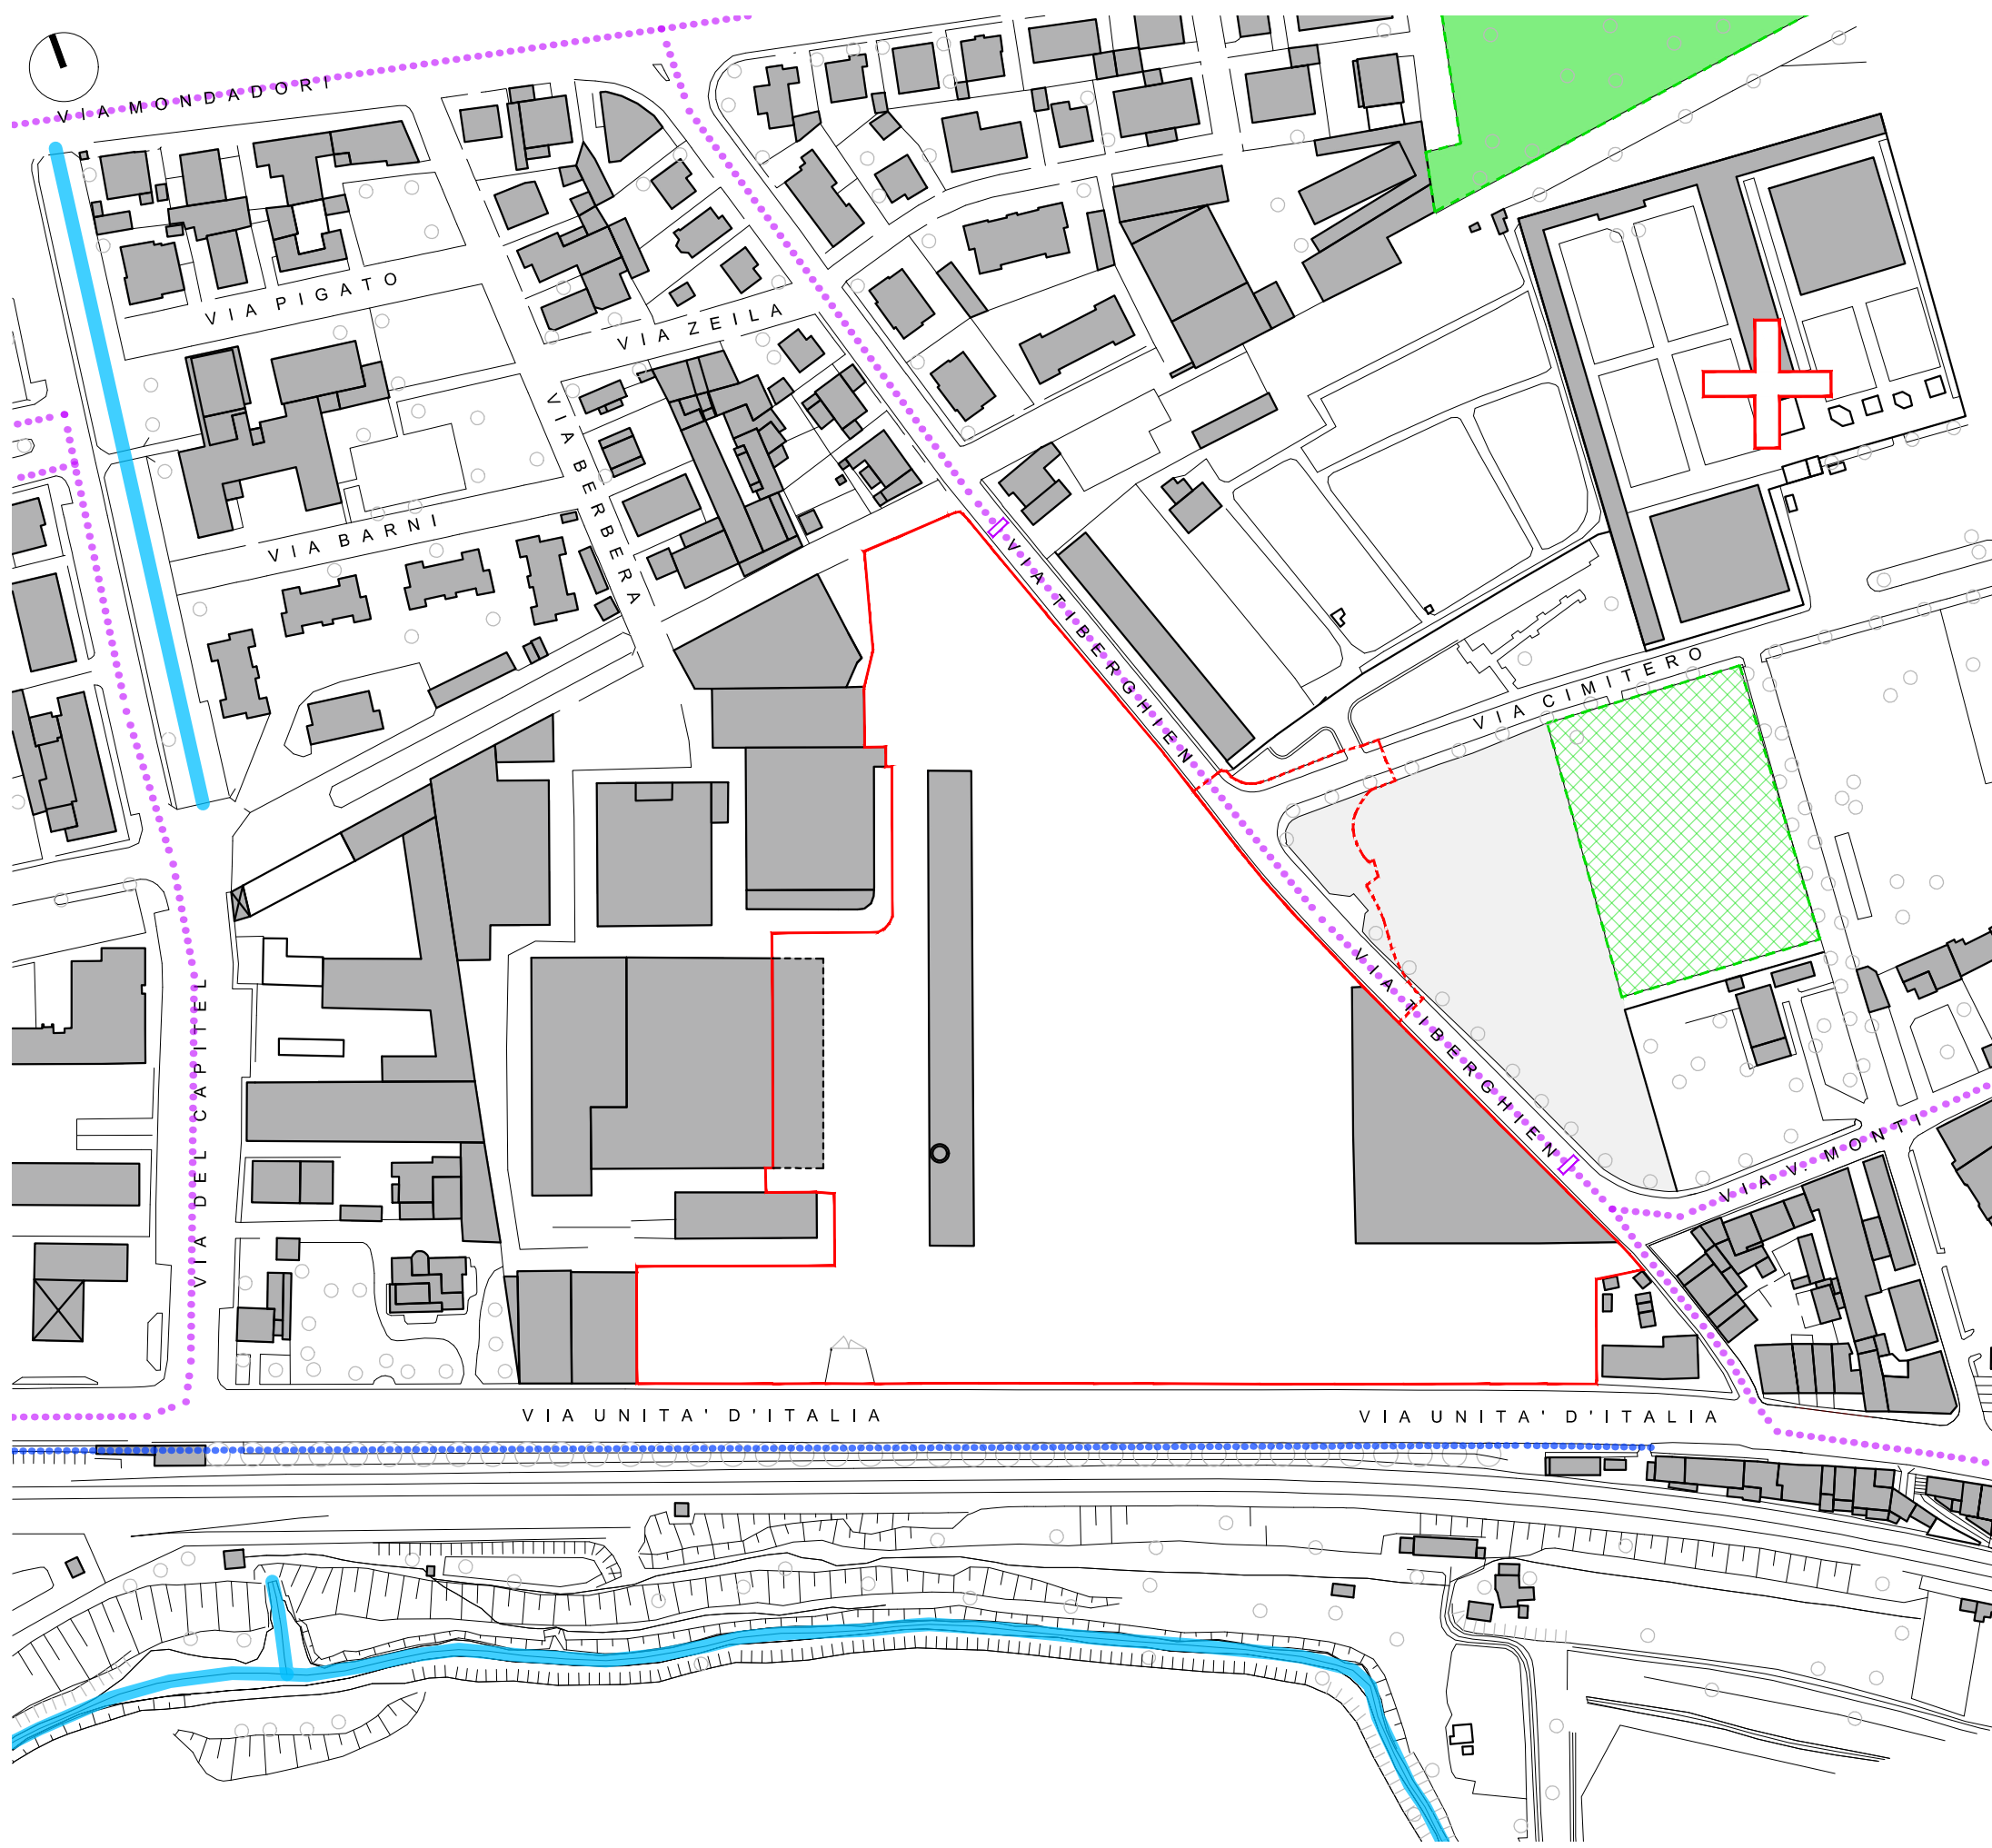 VIA MONDADORI
VIA PIGATO
VIA ZEILA
VIA BERBERA
VIA BARNI
VIA TIBERGHIEN
VIA CIMITERO
VIA TIBERGHIEN
VIA DEL CAPITEL
VIA V. MONTI
VIA UNITA' D'ITALIA
VIA UNITA' D'ITALIA